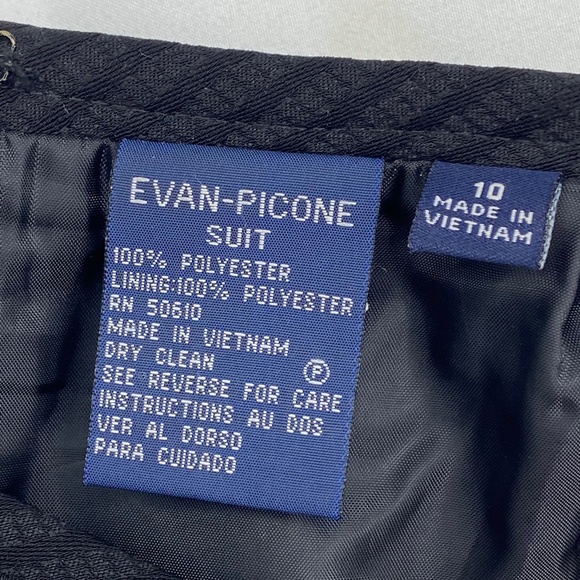 EVAN-PICONE
SUIT
100% POLYESTER
LINING:100% POLYESTER
RN 50610
MADE IN VIETNAM
DRY CLEAN Ⓟ
SEE REVERSE FOR CARE
INSTRUCTIONS AU DOS
VER AL DORSO
PARA CUIDADO
10
MADE IN
VIETNAM